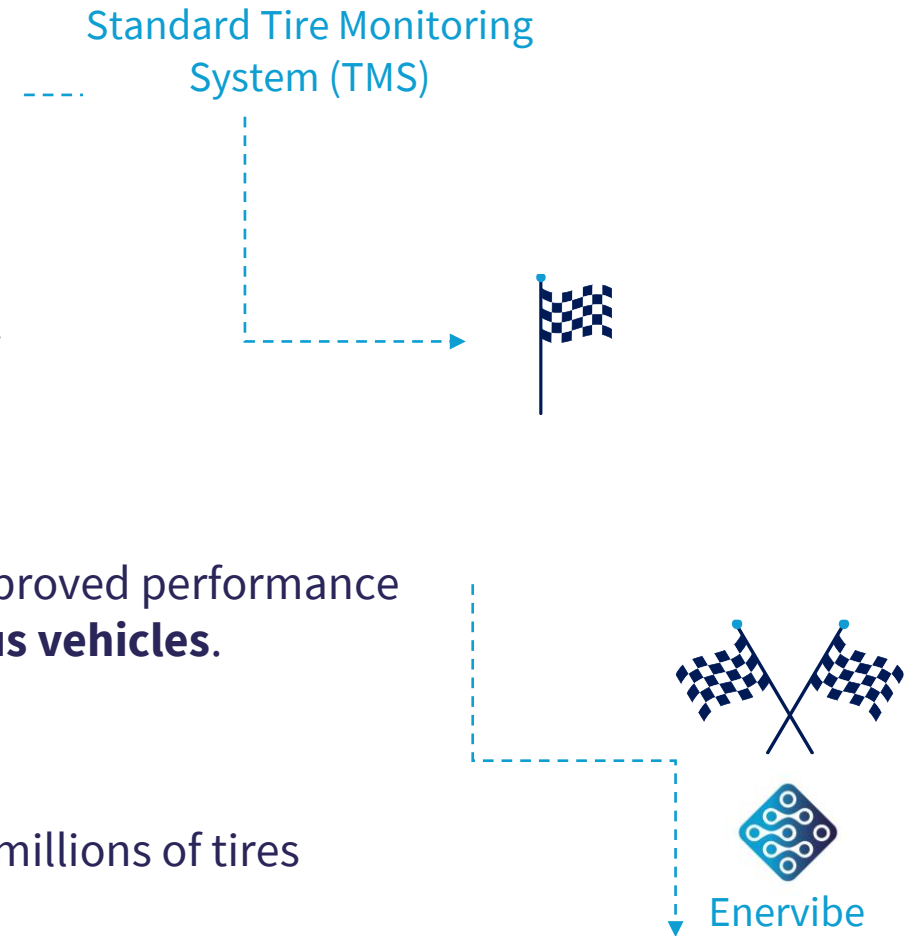 Standard Tire Monitoring
System (TMS)
proved performance
us vehicles.
millions of tires
Enervibe